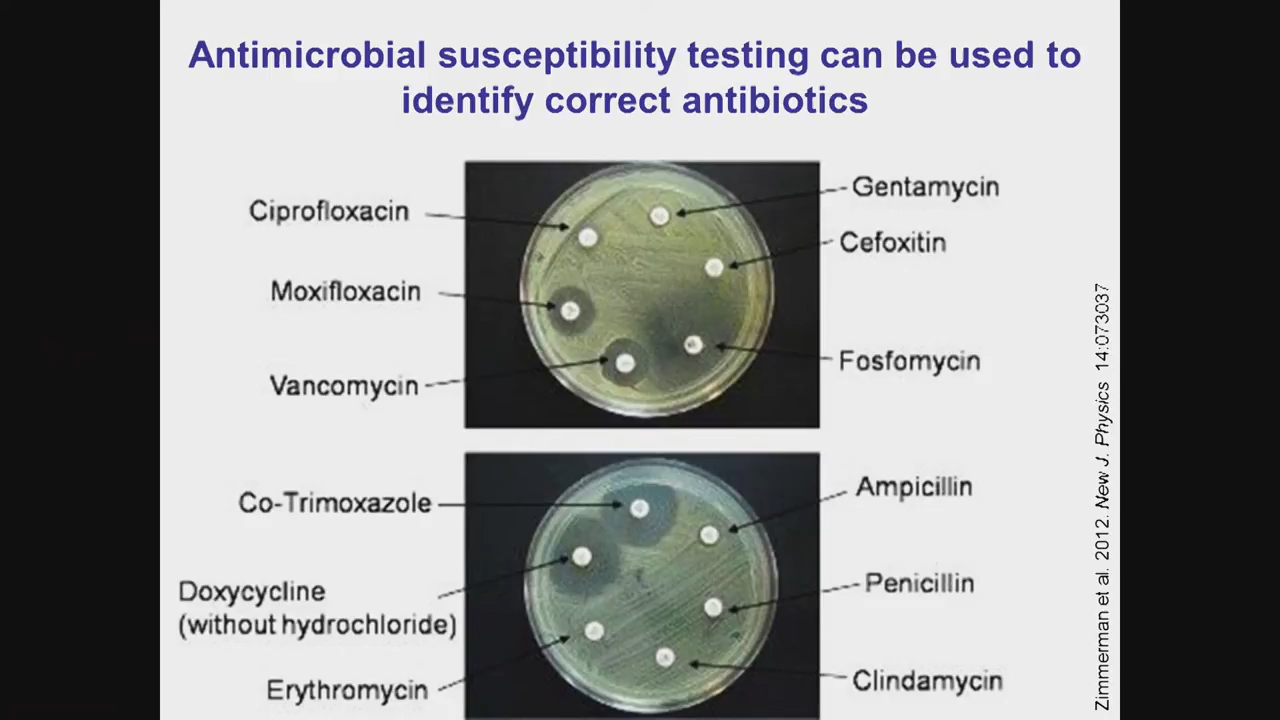 Antimicrobial susceptibility testing can be used to
identify correct antibiotics
Ciprofloxacin
Gentamycin
Cefoxitin
Moxifloxacin
Vancomycin
Fosfomycin
Co-Trimoxazole
Ampicillin
Doxycycline
(without hydrochloride)
Penicillin
Erythromycin
Clindamycin
Zimmerman et al. 2012. New J. Physics 14:073037